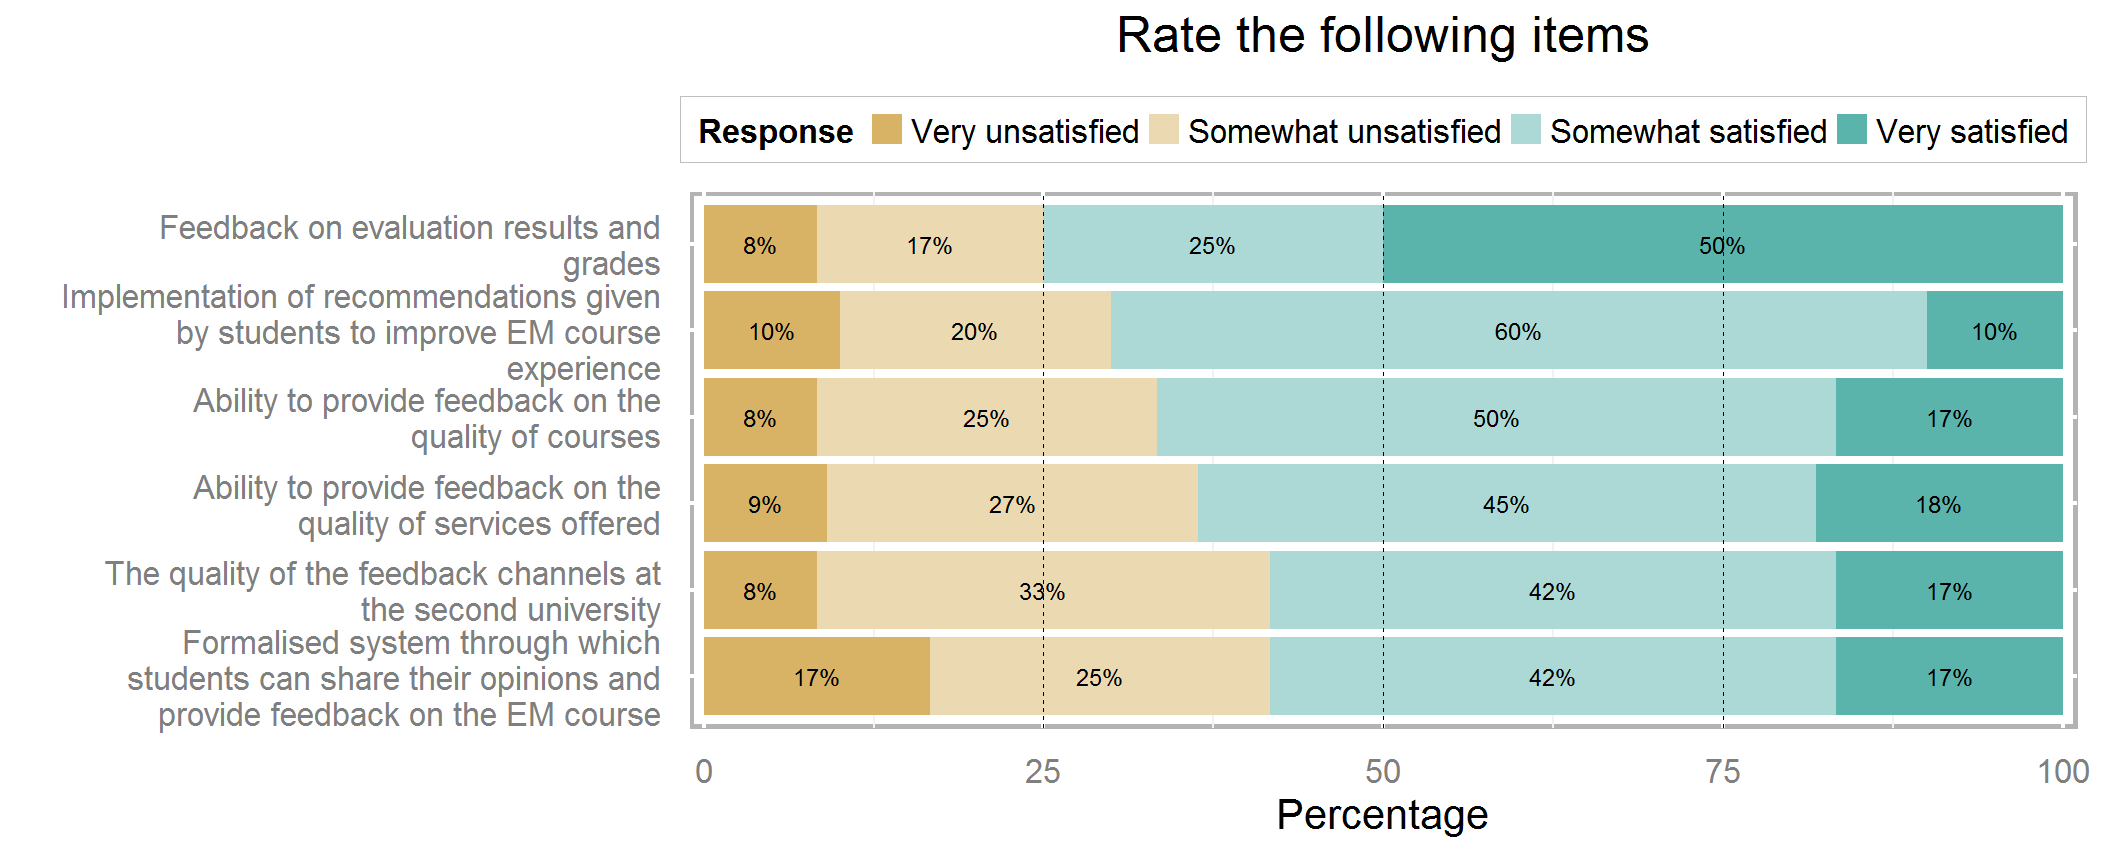 Rate the following items
Response Very unsatisfied Somewhat unsatisfied Somewhat satisfied Very satisfied
Feedback on evaluation results and
grades
8% 17% 25% 50%
Implementation of recommendations given
by students to improve EM course
experience
10% 20% 60% 10%
Ability to provide feedback on the
quality of courses
8% 25% 50% 17%
Ability to provide feedback on the
quality of services offered
9% 27% 45% 18%
The quality of the feedback channels at
the second university
8% 33% 42% 17%
Formalised system through which
students can share their opinions and
provide feedback on the EM course
17% 25% 42% 17%
0 25 50 75 100
Percentage